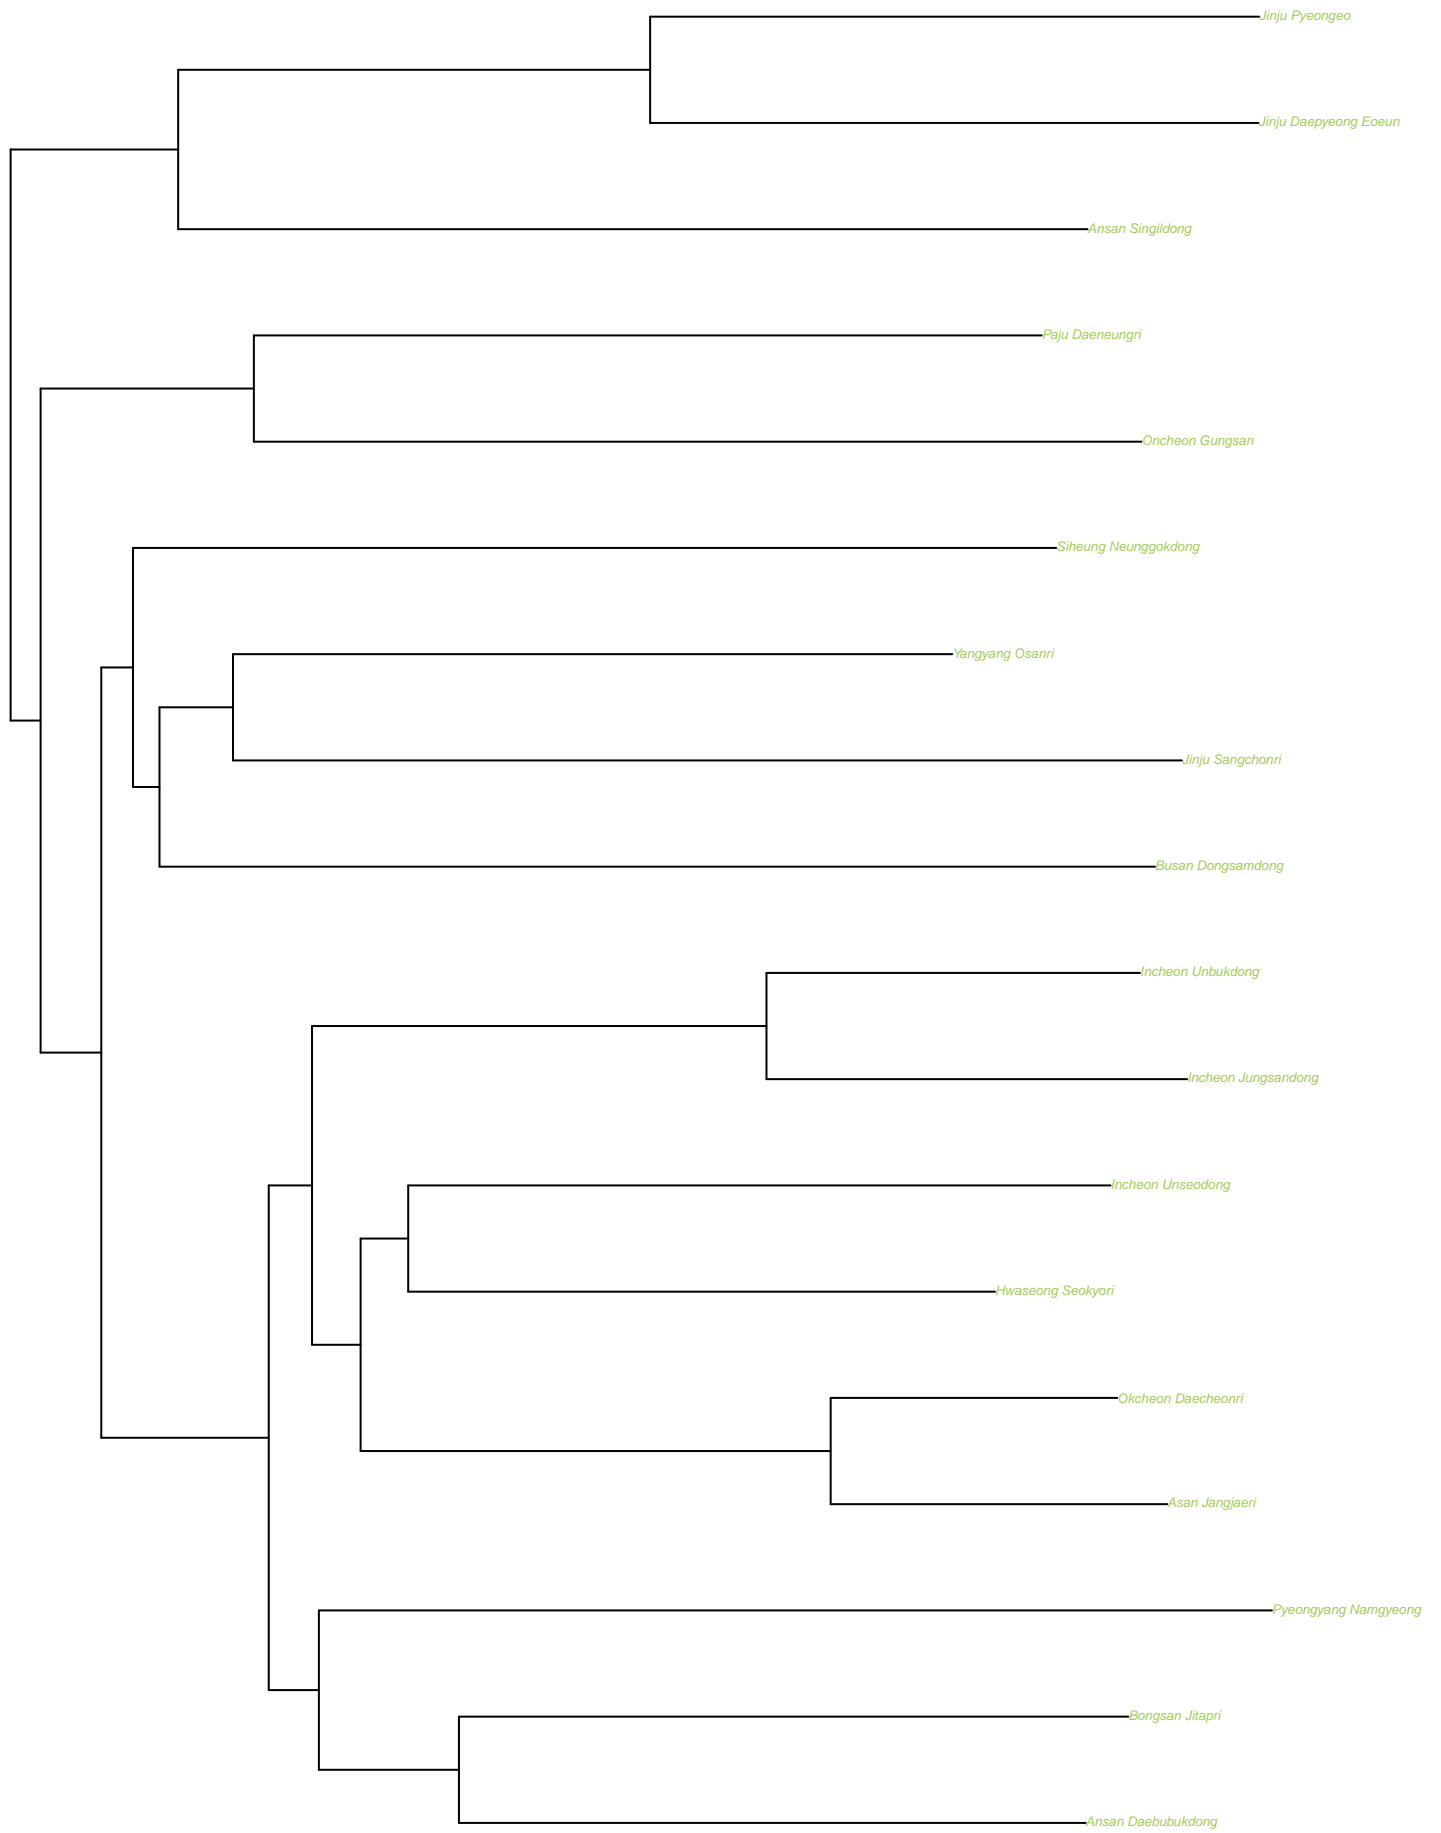 Jinju Pyeongeo
Jinju Daepyeong Eoeun
Ansan Singildong
Paju Daeneungri
Oncheon Gungsan
Siheung Neunggokdong
Yangyang Osanri
Jinju Sangchonri
Busan Dongsamdong
Incheon Unbukdong
Incheon Jungsandong
Incheon Unseodong
Hwaseong Seokyori
Okcheon Daecheonri
Asan Jangjaeri
Pyeongyang Namgyeong
Bongsan Jitapri
Ansan Daebubukdong